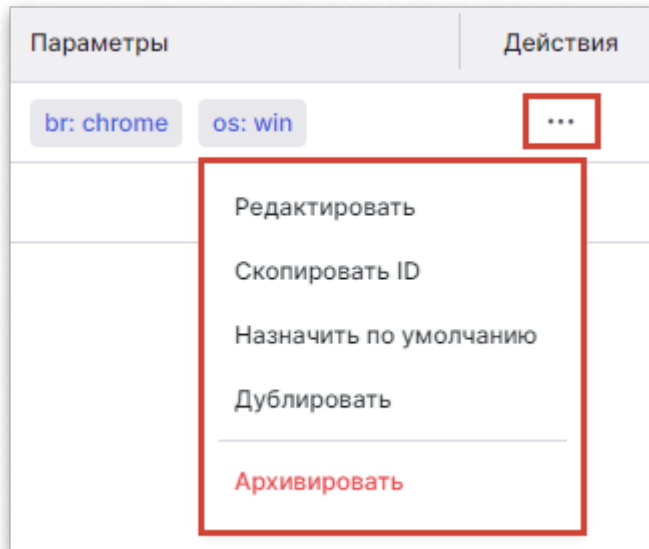 Параметры Действия
br: chrome os: win ...
Редактировать
Скопировать ID
Назначить по умолчанию
Дублировать
Архивировать